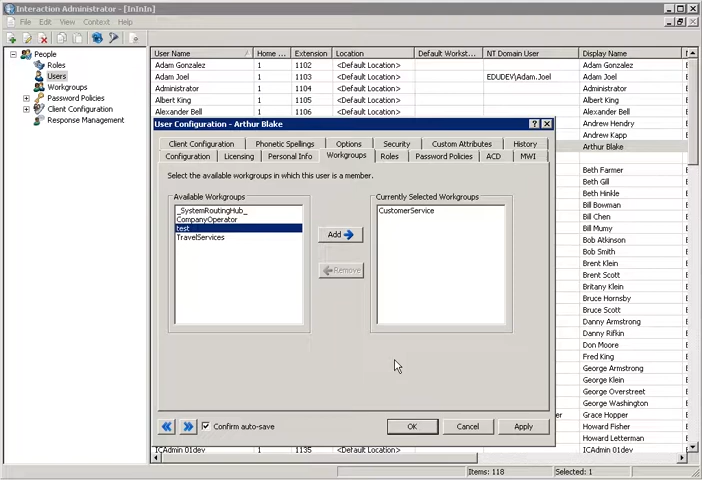 Interaction Administrator - [InInIn]
File Edit View Context Help
People
Roles
Users
Workgroups
Password Policies
Client Configuration
Response Management
User Name Home ... Extension Location Default Workst... NT Domain User Display Name
Adam Gonzalez 1 1102 <Default Location> Adam Gonzalez
Adam Joel 1 1103 <Default Location> EDUDEV\Adam.Joel Adam Joel
Administrator 1 1104 <Default Location> Administrator
Albert King 1 1105 <Default Location> Albert King
Alexander Bell 1 1106 <Default Location> Alexander Bell
Andrew Hendry
Andrew Kapp
Arthur Blake
Beth Farmer
Beth Gill
Beth Hinkle
Bill Bowman
Bill Chen
Bill Mumy
Bob Atkinson
Bob Smith
Brent Klein
Brent Scott
Britany Klein
Bruce Hornsby
Bruce Scott
Danny Armstrong
Danny Rifkin
Don Moore
Fred King
George Armstrong
George Klein
George Overstreet
George Washington
Grace Hopper
Howard Fisher
Howard Letterman
ICAdmin 01dev 1 1135 <Default Location> ICAdmin 01dev
User Configuration - Arthur Blake
Client Configuration Phonetic Spellings Options Security Custom Attributes History
Configuration Licensing Personal Info Workgroups Roles Password Policies ACD MWI
Select the available workgroups in which this user is a member.
Available Workgroups
_SystemRoutingHub_
CompanyOperator
test
TravelServices
Add
Remove
Currently Selected Workgroups
CustomerService
Confirm auto-save
OK Cancel Apply
Items: 118 Selected: 1